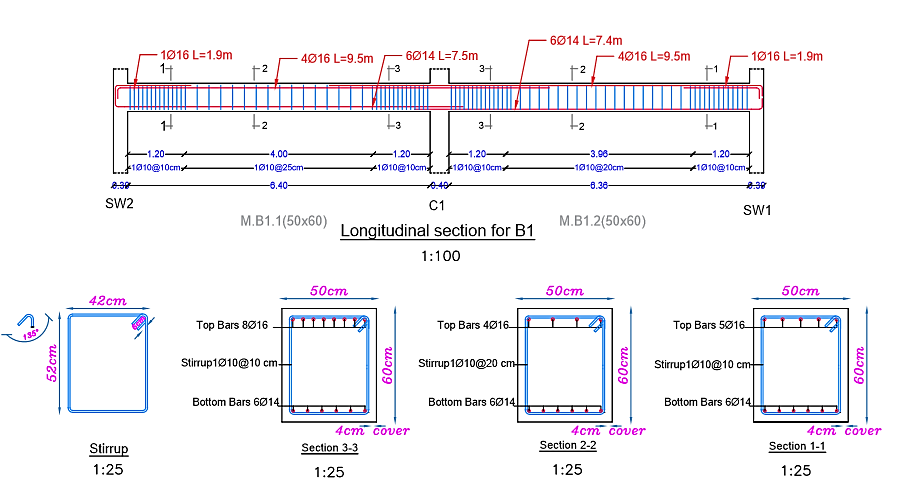 6Ø14 L=7.4m
1Ø16 L=1.9m
4Ø16 L=9.5m
6Ø14 L=7.5m
4Ø16 L=9.5m
1Ø16 L=1.9m
1 2 3 3 2 1
1 2 3 3 2 1
1.20 4.00 1.20 1.20 3.96 1.20
1Ø10@10cm 1Ø10@25cm 1Ø10@10cm 1Ø10@10cm 1Ø10@20cm 1Ø10@10cm
0.30 6.40 0.40 6.36 0.30
SW2 C1 SW1
M.B1.1(50x60) M.B1.2(50x60)
Longitudinal section for B1
1:100
42cm
52cm
135°
Stirrup
1:25
50cm
Top Bars 8Ø16
Stirrup1Ø10@10 cm
60cm
Bottom Bars 6Ø14
4cm cover
Section 3-3
1:25
50cm
Top Bars 4Ø16
Stirrup1Ø10@20 cm
60cm
Bottom Bars 6Ø14
4cm cover
Section 2-2
1:25
50cm
Top Bars 5Ø16
Stirrup1Ø10@10 cm
60cm
Bottom Bars 6Ø14
4cm cover
Section 1-1
1:25